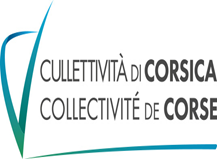 CULLETTIVITÀ DI CORSICA
COLLECTIVITÉ DE CORSE